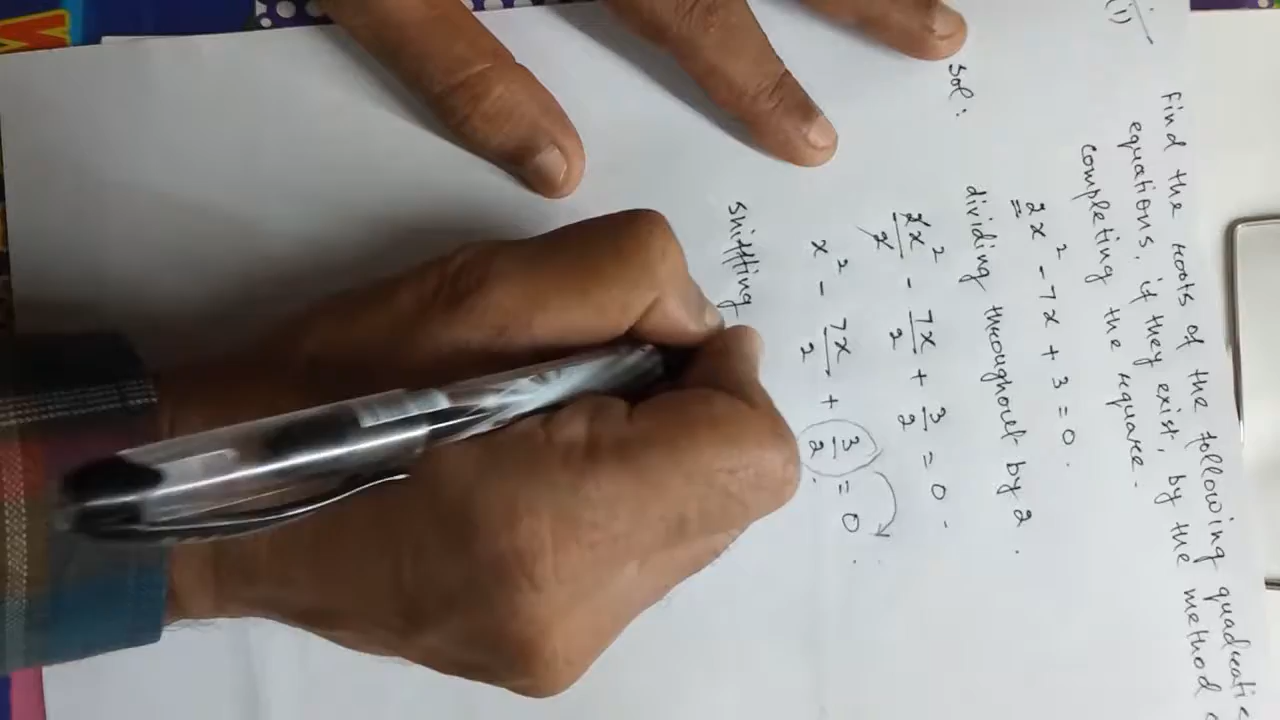 (i) Find the roots of the following quadratic
equations, if they exist, by the method
completing the square.
2x² - 7x + 3 = 0.
Sol: dividing throughout by 2.
2x²/2 - 7x/2 + 3/2 = 0.
x² - 7x/2 + 3/2 = 0.
shifting